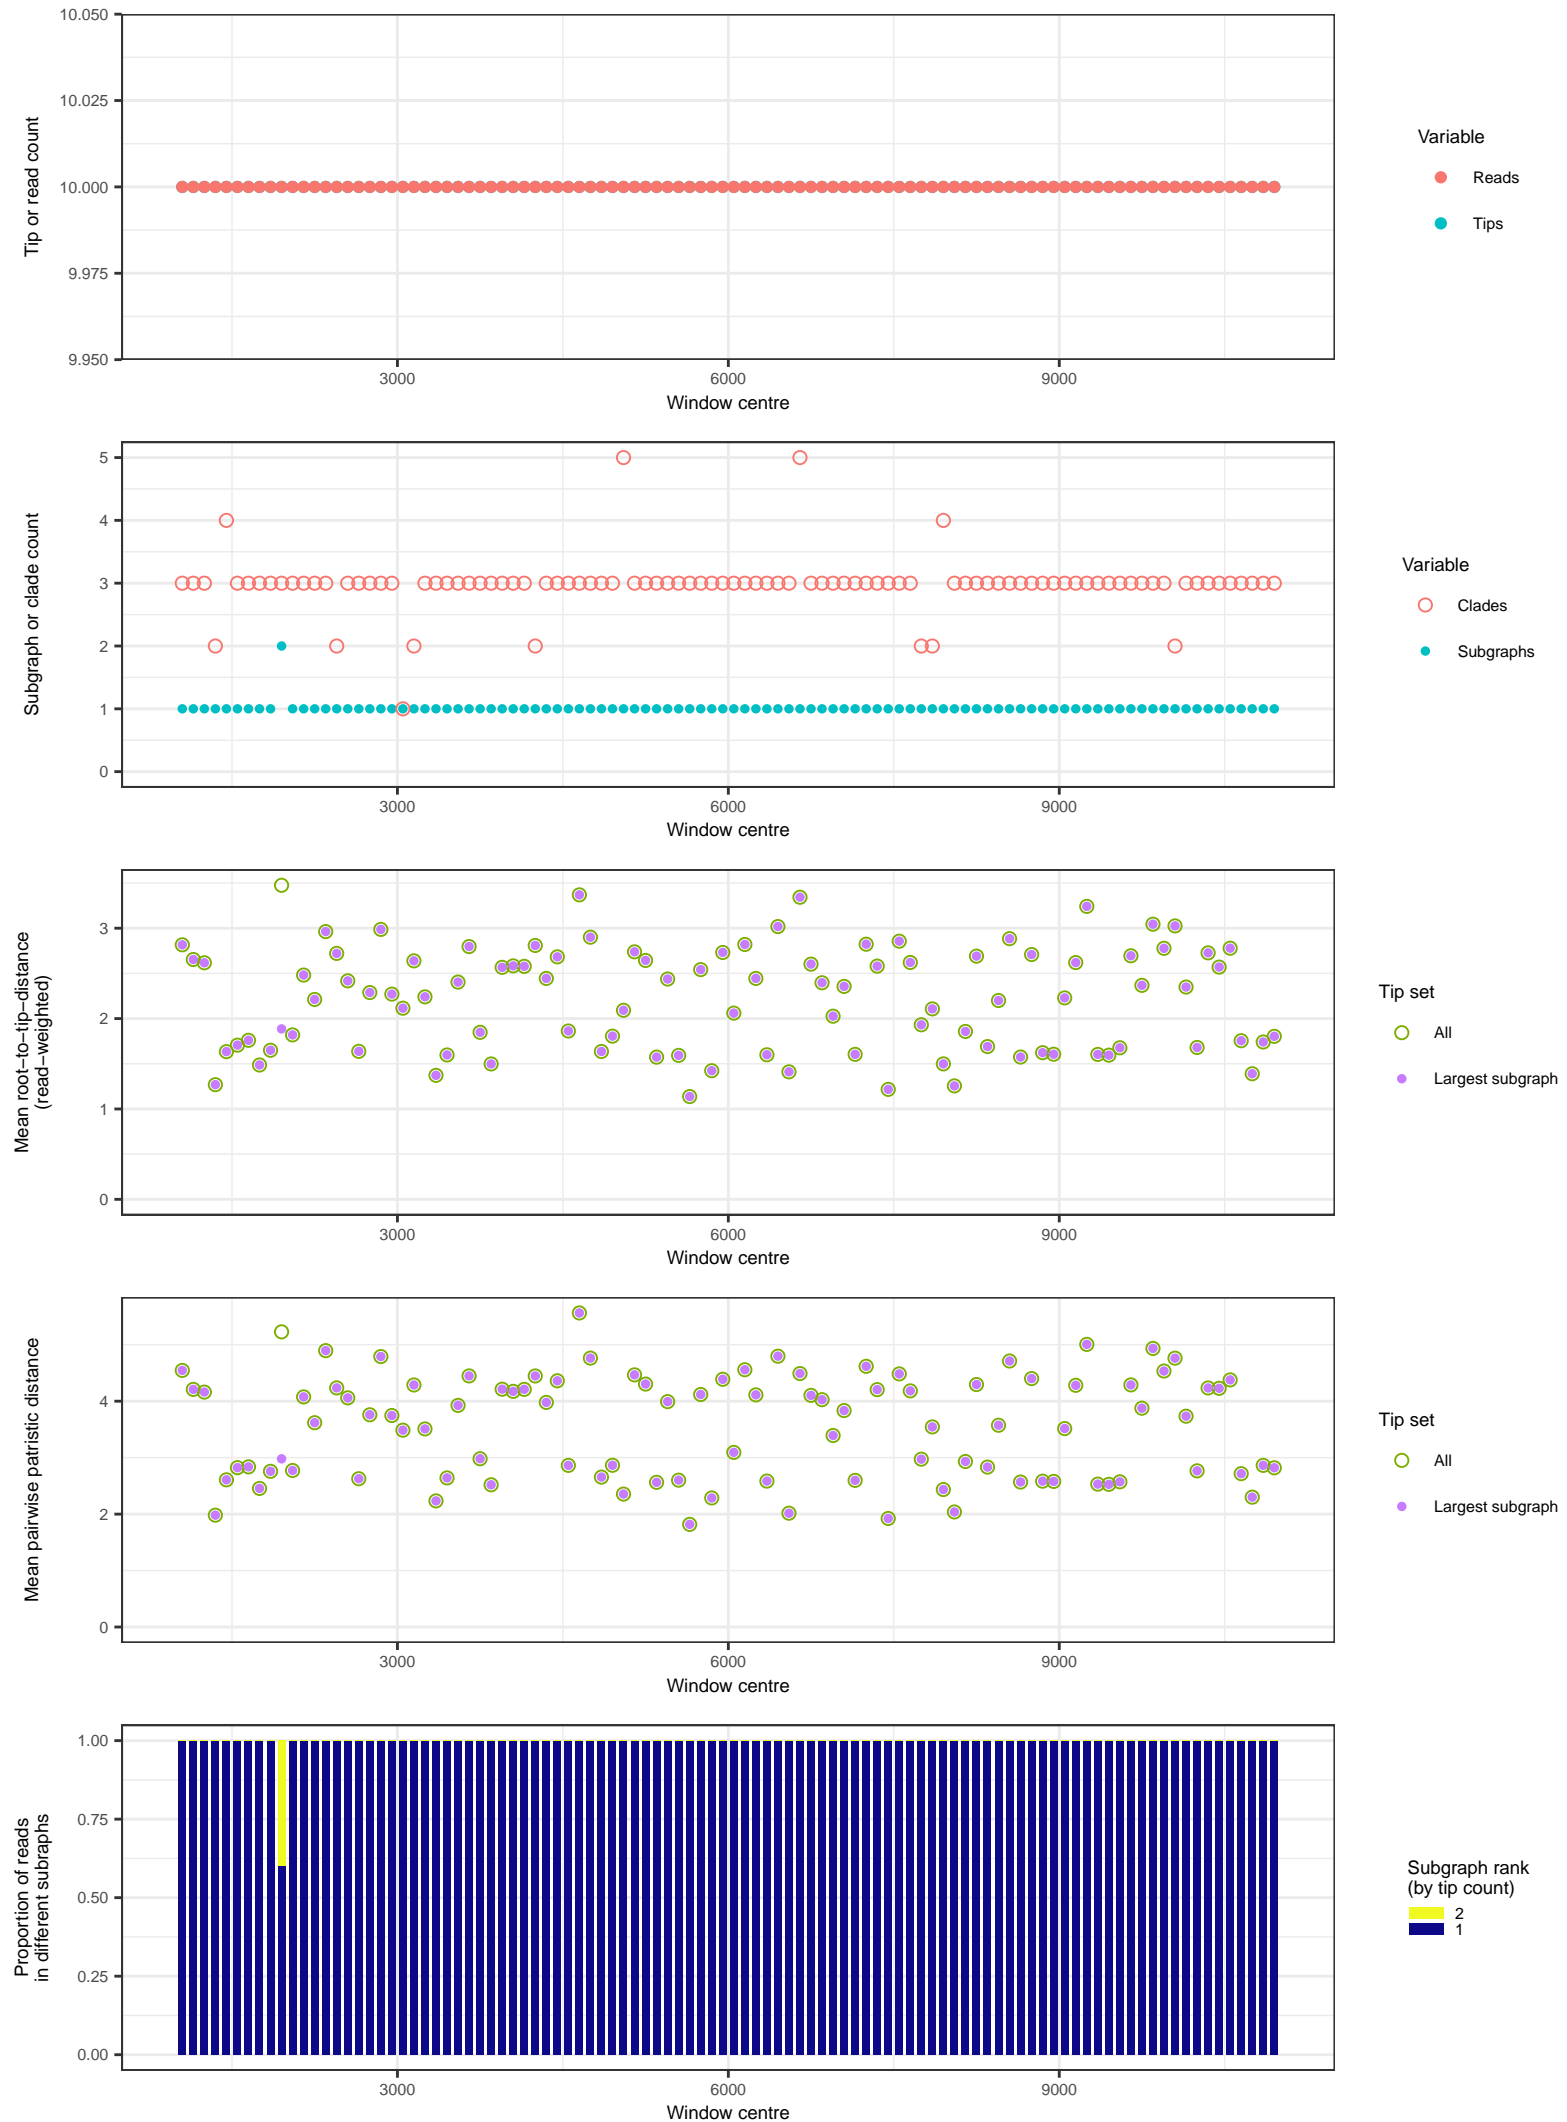 10.050
10.025
10.000
9.975
9.950
Tip or read count
3000 6000 9000
Window centre
Variable
Reads
Tips
5
4
3
2
1
0
Subgraph or clade count
3000 6000 9000
Window centre
Variable
Clades
Subgraphs
3
2
1
0
Mean root–to–tip–distance
(read–weighted)
3000 6000 9000
Window centre
Tip set
All
Largest subgraph
4
2
0
Mean pairwise patristic distance
3000 6000 9000
Window centre
Tip set
All
Largest subgraph
1.00
0.75
0.50
0.25
0.00
Proportion of reads
in different subraphs
3000 6000 9000
Window centre
Subgraph rank
(by tip count)
2
1